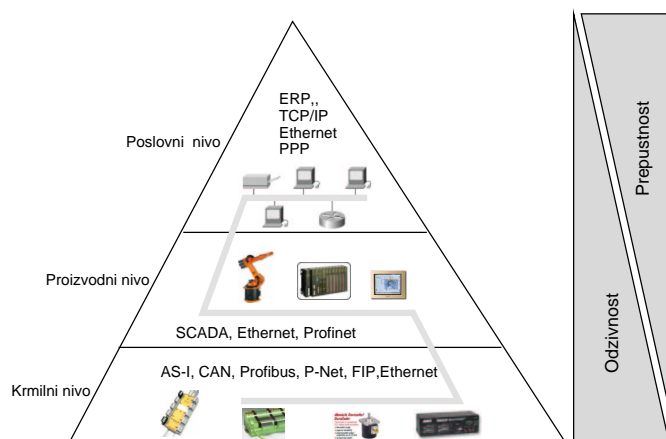 ERP,,
TCP/IP
Ethernet
PPP
Poslovni nivo
Proizvodni nivo
SCADA, Ethernet, Profinet
AS-I, CAN, Profibus, P-Net, FIP,Ethernet
Krmilni nivo
Prepustnost
Odzivnost